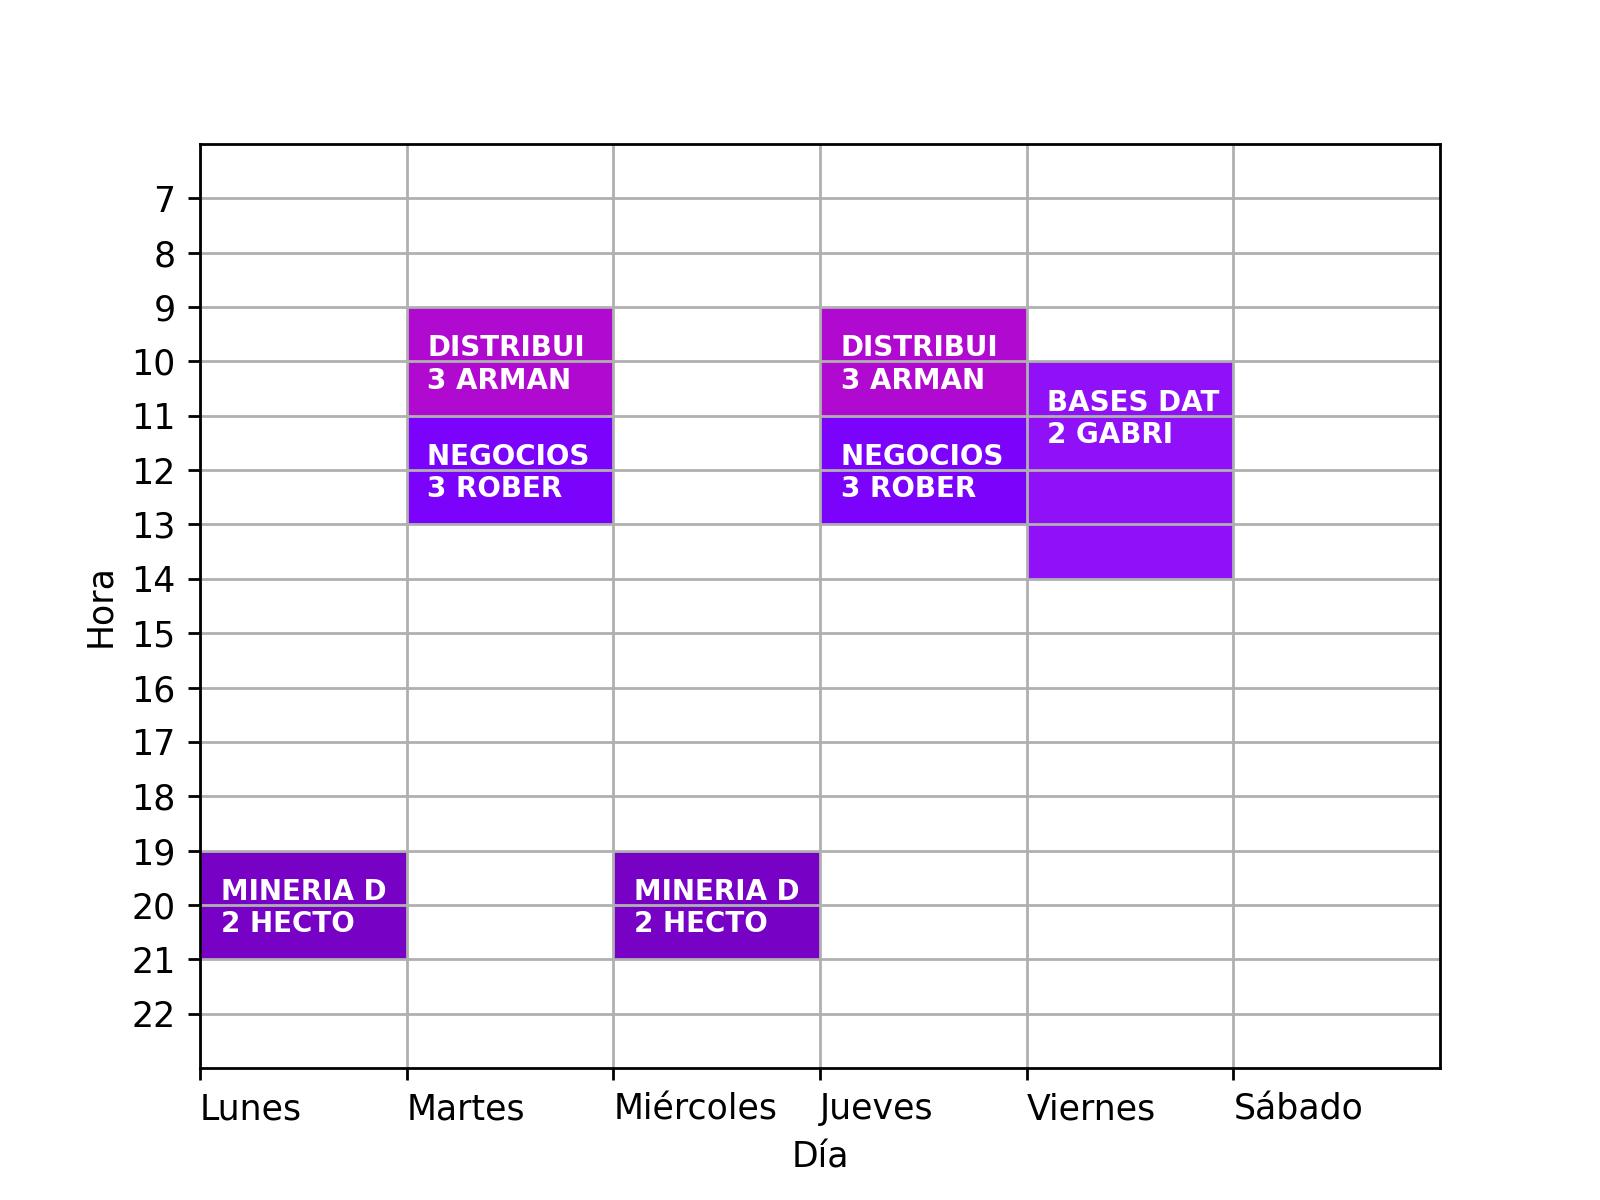 7
8
9
DISTRIBUI
3 ARMAN
DISTRIBUI
3 ARMAN
10
BASES DAT
2 GABRI
11
NEGOCIOS
3 ROBER
NEGOCIOS
3 ROBER
12
13
14
Hora
15
16
17
18
19
MINERIA D
2 HECTO
MINERIA D
2 HECTO
20
21
22
Lunes Martes Miércoles Jueves Viernes Sábado
Día